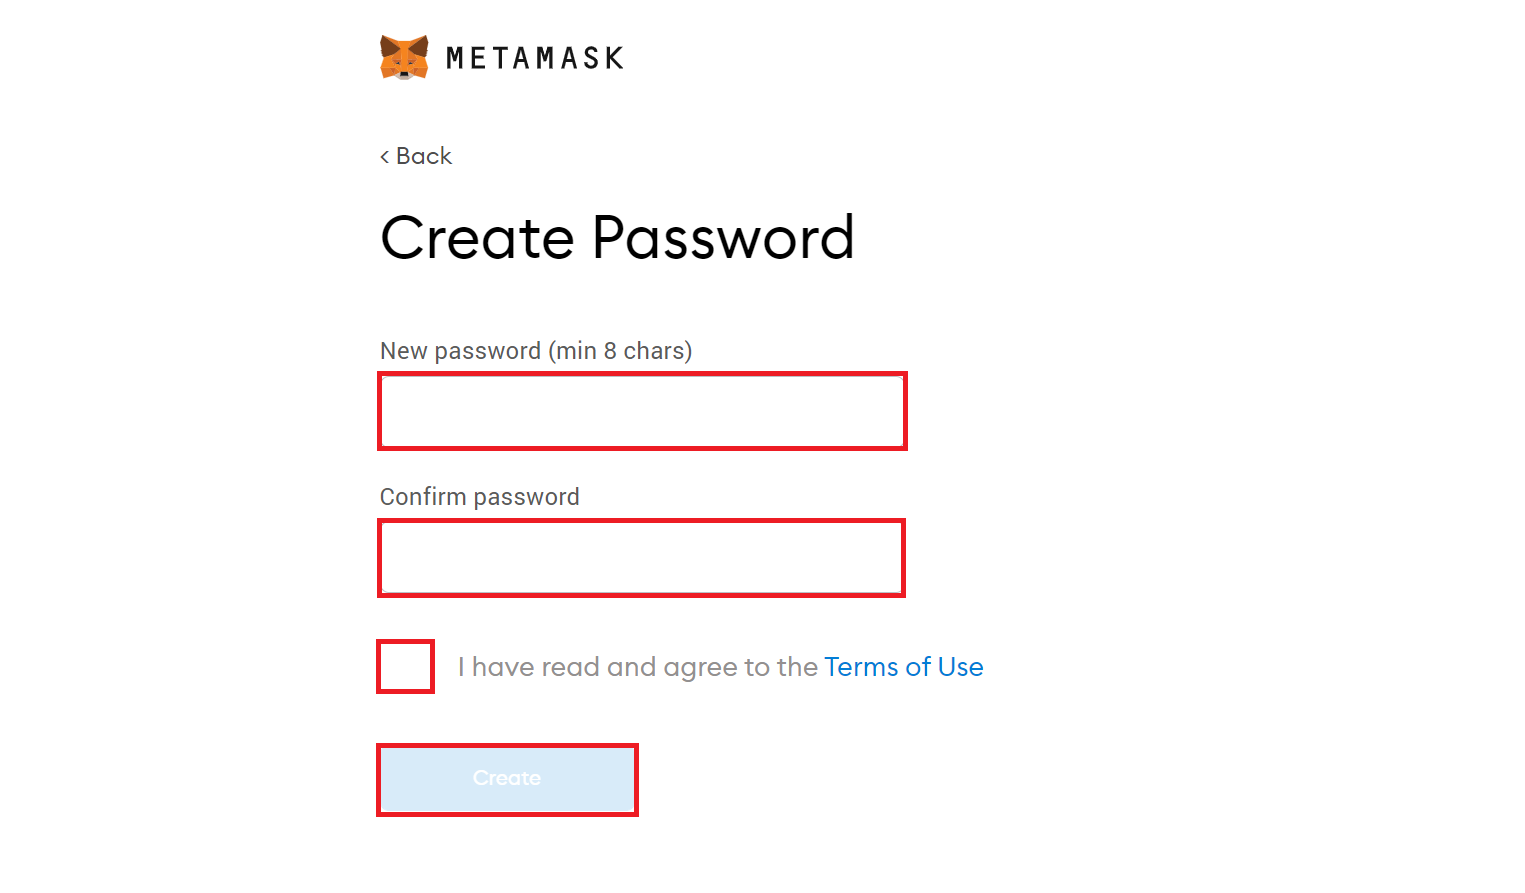 METAMASK
< Back
Create Password
New password (min 8 chars)
Confirm password
I have read and agree to the Terms of Use
Create